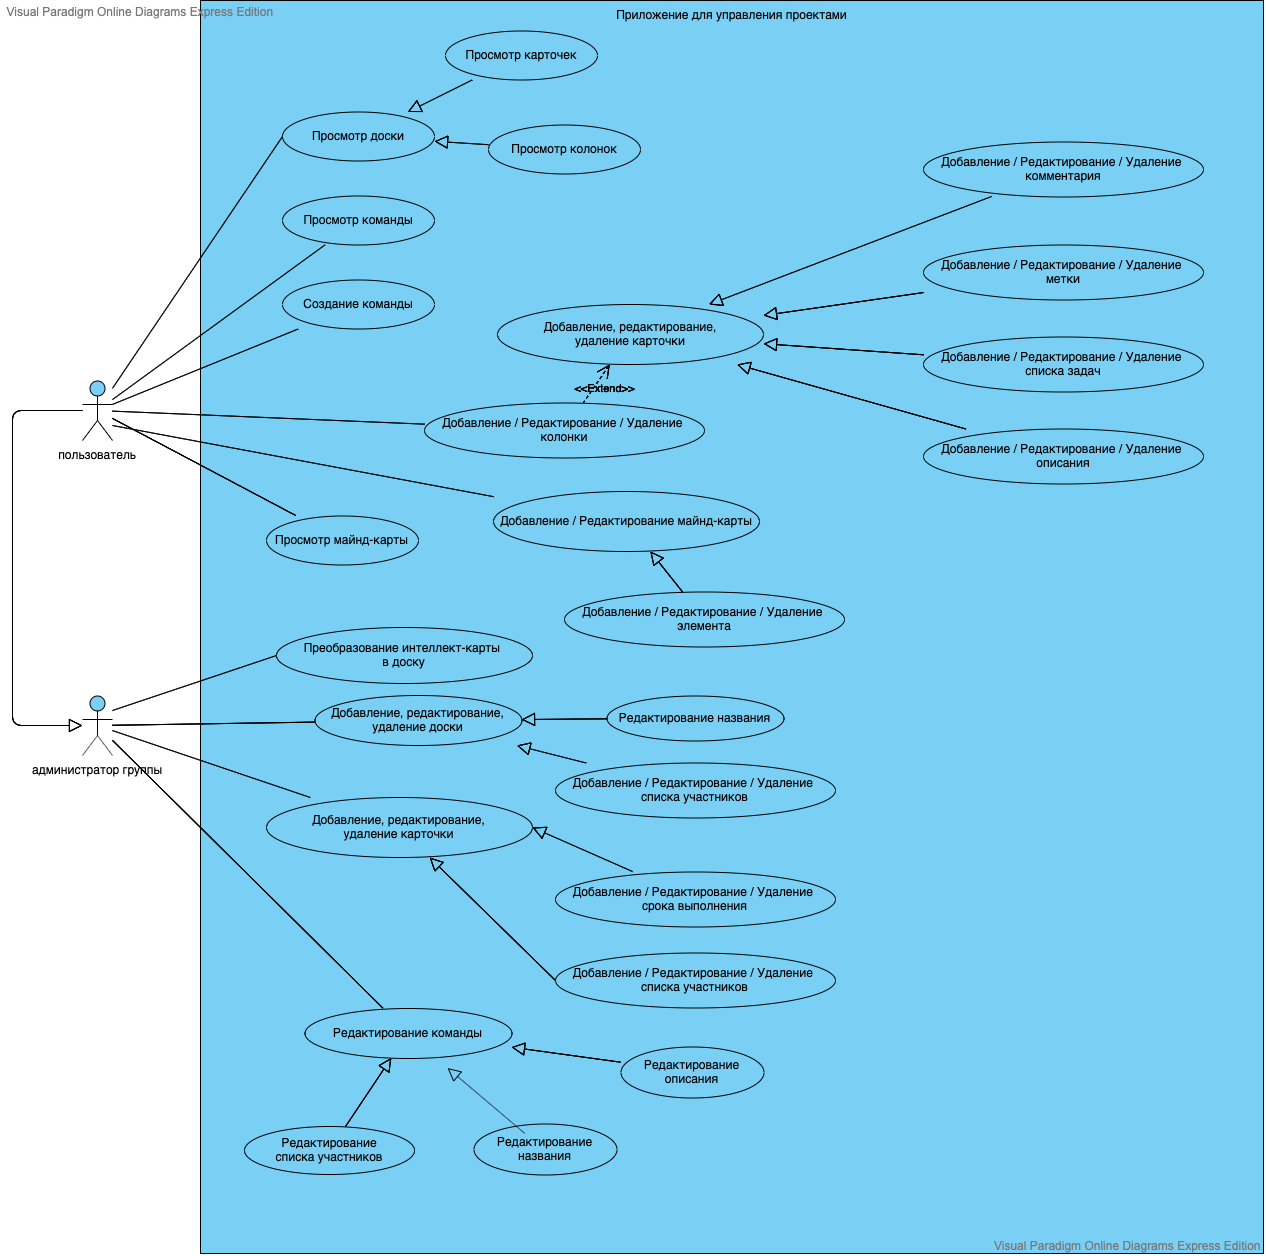 Visual Paradigm Online Diagrams Express Edition
Приложение для управления проектами
Просмотр карточек
Просмотр доски
Просмотр колонок
Добавление / Редактирование / Удаление
комментария
Просмотр команды
Добавление / Редактирование / Удаление
метки
Создание команды
Добавление, редактирование,
удаление карточки
Добавление / Редактирование / Удаление
списка задач
<<Extend>>
Добавление / Редактирование / Удаление
колонки
Добавление / Редактирование / Удаление
описания
пользователь
Добавление / Редактирование майнд-карты
Просмотр майнд-карты
Добавление / Редактирование / Удаление
элемента
Преобразование интеллект-карты
в доску
Добавление, редактирование,
удаление доски
Редактирование названия
администратор группы
Добавление / Редактирование / Удаление
списка участников
Добавление, редактирование,
удаление карточки
Добавление / Редактирование / Удаление
срока выполнения
Добавление / Редактирование / Удаление
списка участников
Редактирование команды
Редактирование
описания
Редактирование
списка участников
Редактирование
названия
Visual Paradigm Online Diagrams Express Edition